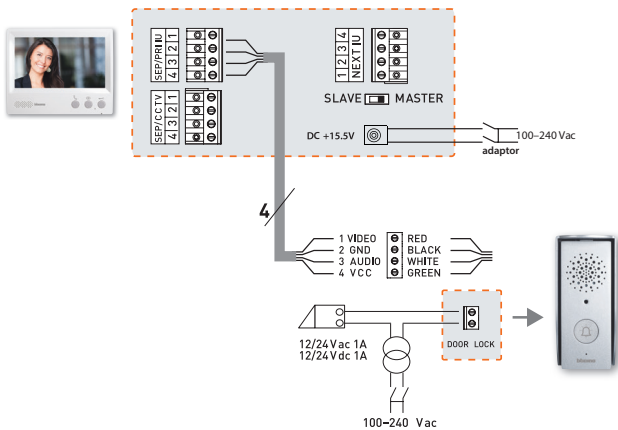 SEP/PRI IU
4 3 2 1
1 2 3 4
NEXT IU
SEP/CCTV
4 3 2 1
SLAVE MASTER
DC +15.5V
100–240 Vac
adaptor
4
1 VIDEO RED
2 GND BLACK
3 AUDIO WHITE
4 VCC GREEN
12/24Vac 1A
12/24Vdc 1A
DOOR LOCK
100–240 Vac